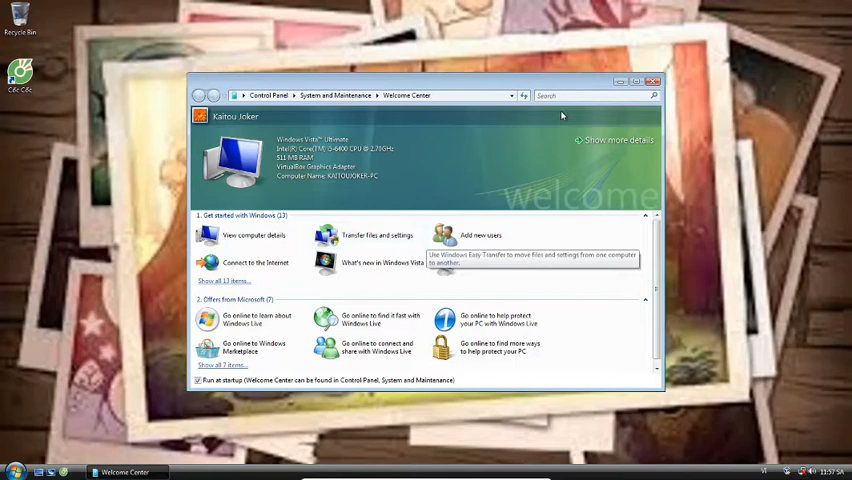 Recycle Bin
Cốc Cốc
Control Panel
System and Maintenance
Welcome Center
Search
Kaitou Joker
Windows Vista™ Ultimate
Intel(R) Core(TM) i5-6400 CPU @ 2.70GHz
511 MB RAM
VirtualBox Graphics Adapter
Computer Name: KAITOUJOKER-PC
Show more details
welcome
1. Get started with Windows (13)
View computer details
Transfer files and settings
Add new users
Connect to the Internet
What's new in Windows Vista
Use Windows Easy Transfer to move files and settings from one computer
to another.
Show all 13 items...
2. Offers from Microsoft (7)
Go online to learn about
Windows Live
Go online to find it fast with
Windows Live
Go online to help protect
your PC with Windows Live
Go online to Windows
Marketplace
Go online to connect and
share with Windows Live
Go online to find more ways
to help protect your PC
Show all 7 items...
Run at startup (Welcome Center can be found in Control Panel, System and Maintenance)
Welcome Center
VI
11:57 SA